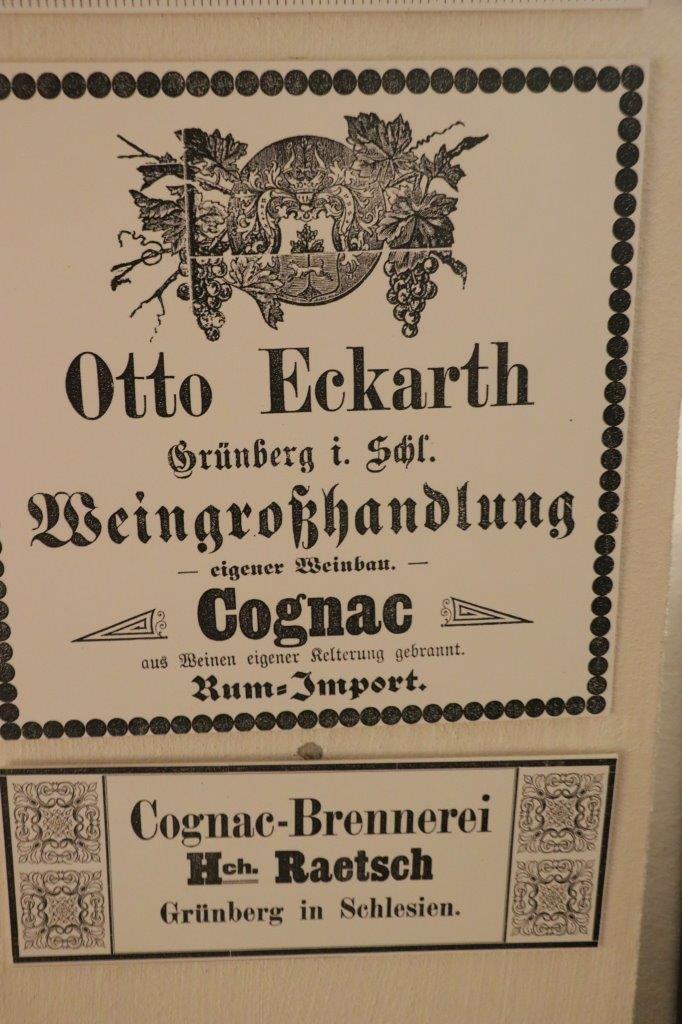 Otto Eckarth
Grünberg i. Schl.
Weingroßhandlung
— eigener Weinbau. —
Cognac
aus Weinen eigener Kelterung gebrannt.
Rum=Import.
Cognac-Brennerei
Hch. Raetsch
Grünberg in Schlesien.